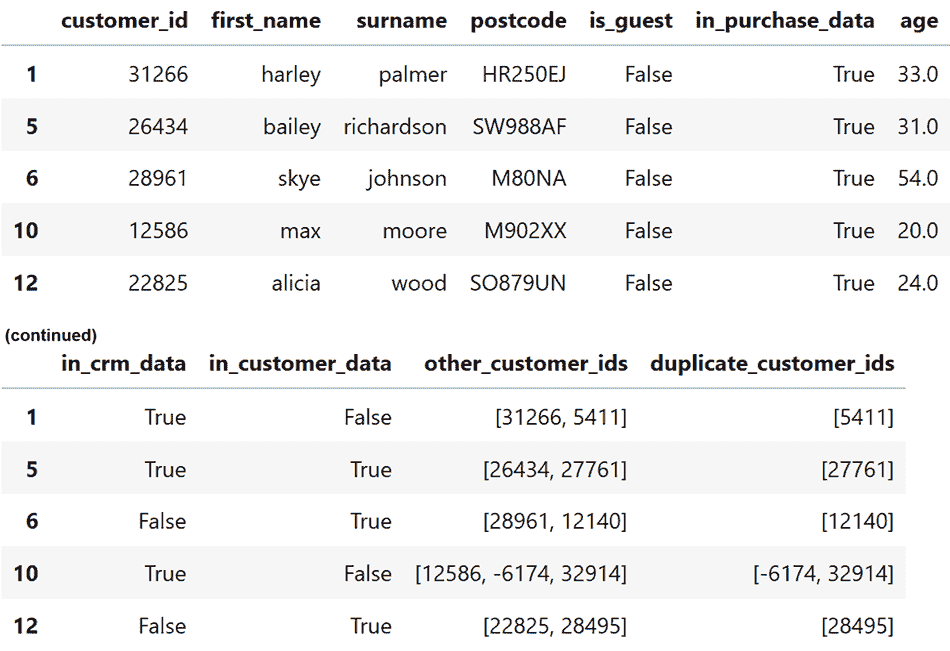 customer_id first_name surname postcode is_guest in_purchase_data age
1 31266 harley palmer HR250EJ False True 33.0
5 26434 bailey richardson SW988AF False True 31.0
6 28961 skye johnson M80NA False True 54.0
10 12586 max moore M902XX False True 20.0
12 22825 alicia wood SO879UN False True 24.0
(continued)
in_crm_data in_customer_data other_customer_ids duplicate_customer_ids
1 True False [31266, 5411] [5411]
5 True True [26434, 27761] [27761]
6 False True [28961, 12140] [12140]
10 True False [12586, -6174, 32914] [-6174, 32914]
12 False True [22825, 28495] [28495]